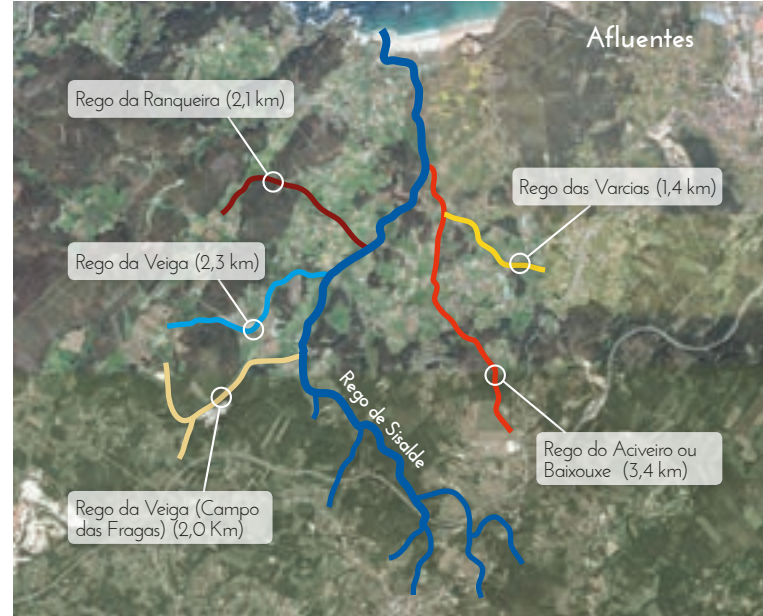 Afluentes
Rego da Ranqueira (2,1 km)
Rego das Varcias (1,4 km)
Rego da Veiga (2,3 km)
Rego de Sisalde
Rego do Aciveiro ou
Baixouxe (3,4 km)
Rego da Veiga (Campo
das Fragas) (2,0 Km)